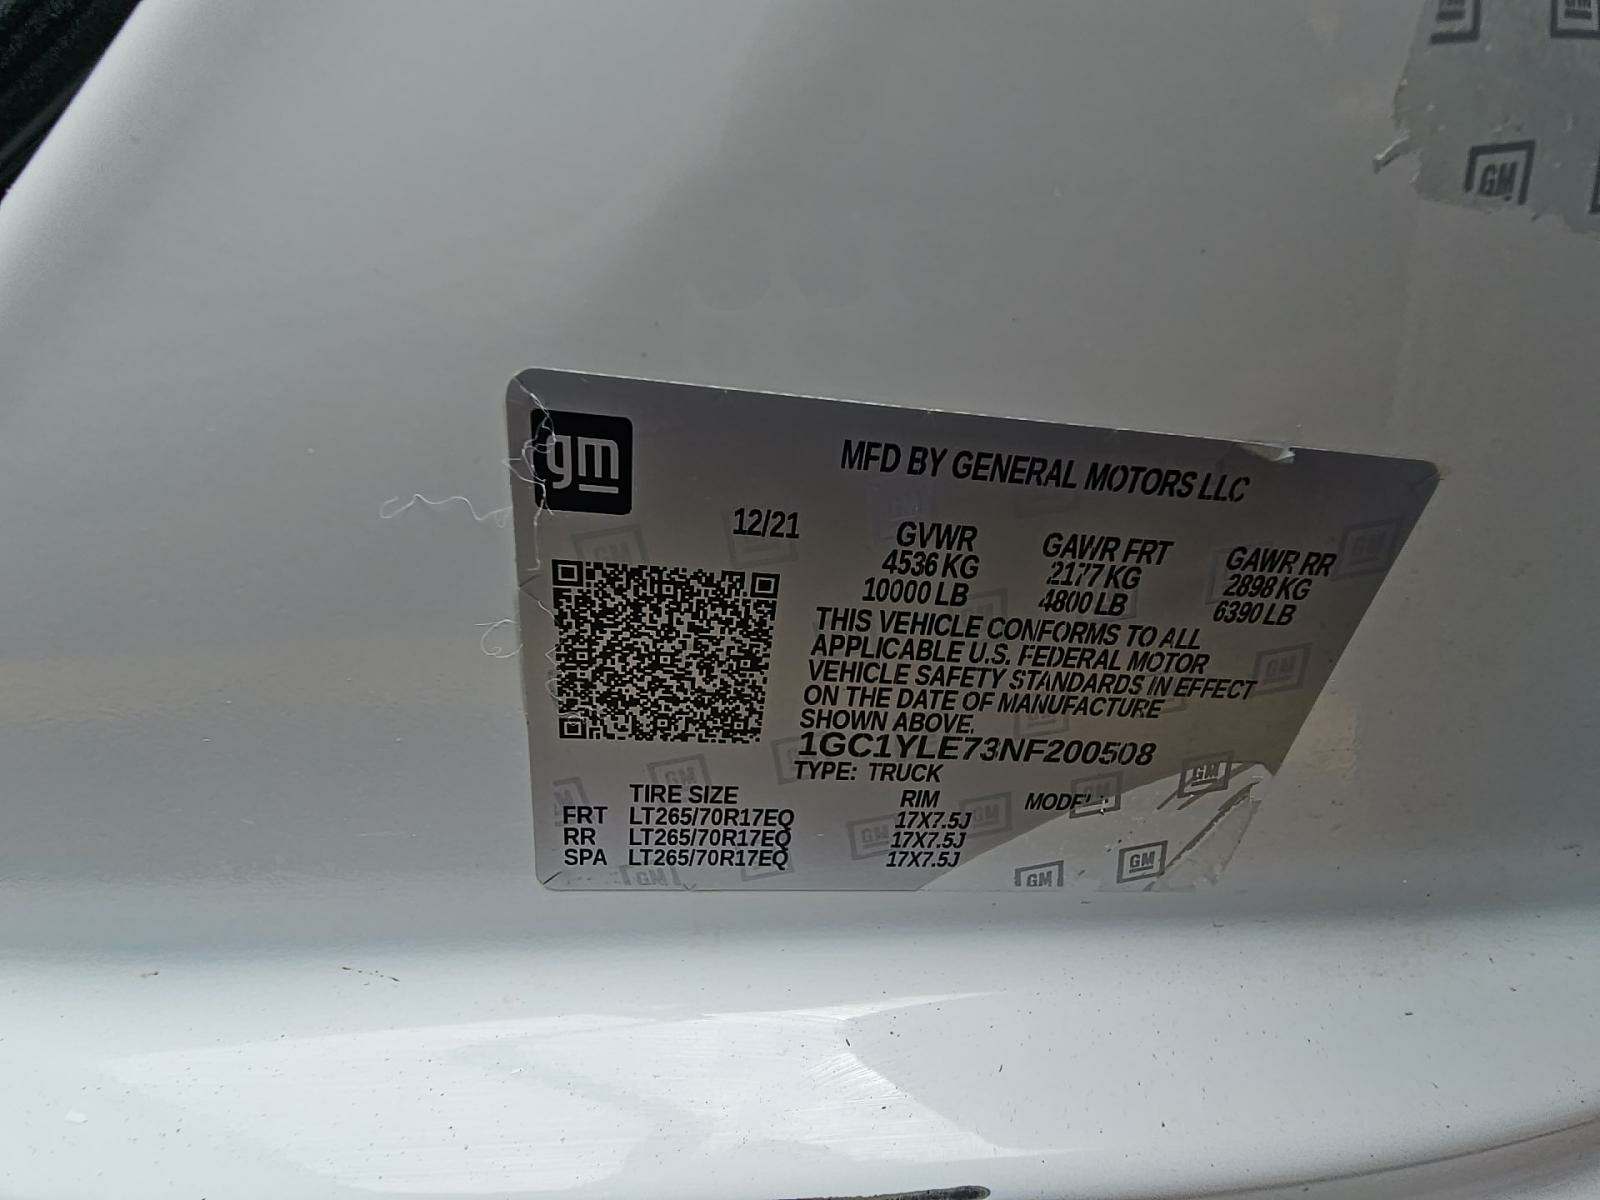 gm
MFD BY GENERAL MOTORS LLC
12/21
GVWR GAWR FRT GAWR RR
4536 KG 2177 KG 2898 KG
10000 LB 4800 LB 6390 LB
THIS VEHICLE CONFORMS TO ALL
APPLICABLE U.S. FEDERAL MOTOR
VEHICLE SAFETY STANDARDS IN EFFECT
ON THE DATE OF MANUFACTURE
SHOWN ABOVE.
1GC1YLE73NF200508
TYPE: TRUCK
TIRE SIZE RIM
FRT LT265/70R17EQ 17X7.5J
RR LT265/70R17EQ 17X7.5J
SPA LT265/70R17EQ 17X7.5J
GM
GM
GM
GM